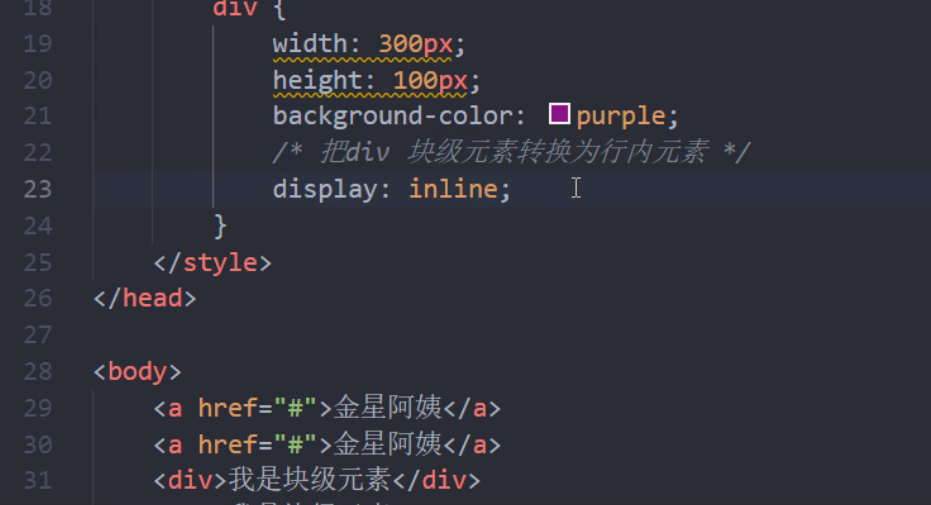 18 div {
19 width: 300px;
20 height: 100px;
21 background-color: purple;
22 /* 把div 块级元素转换为行内元素 */
23 display: inline;
24 }
25 </style>
26 </head>
27
28 <body>
29 <a href="#">金星阿姨</a>
30 <a href="#">金星阿姨</a>
31 <div>我是块级元素</div>